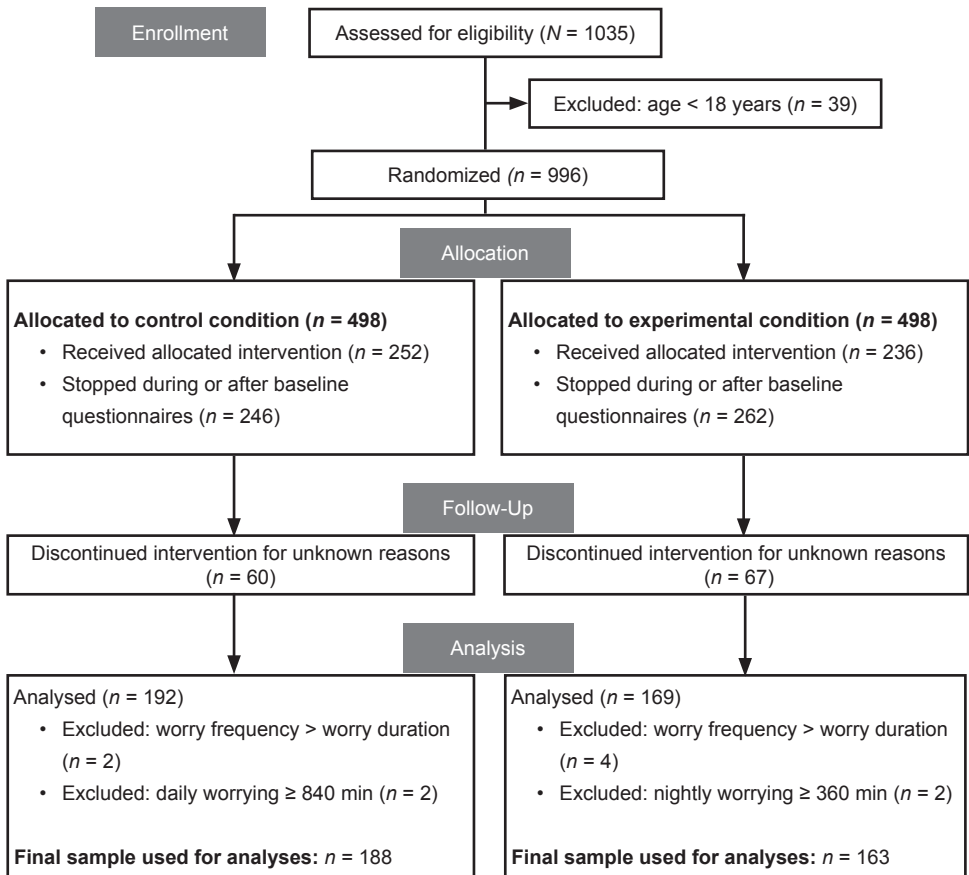 Enrollment
Assessed for eligibility (N = 1035)
Excluded: age < 18 years (n = 39)
Randomized (n = 996)
Allocation
Allocated to control condition (n = 498)
• Received allocated intervention (n = 252)
• Stopped during or after baseline
questionnaires (n = 246)
Allocated to experimental condition (n = 498)
• Received allocated intervention (n = 236)
• Stopped during or after baseline
questionnaires (n = 262)
Follow-Up
Discontinued intervention for unknown reasons
(n = 60)
Discontinued intervention for unknown reasons
(n = 67)
Analysis
Analysed (n = 192)
• Excluded: worry frequency > worry duration
(n = 2)
• Excluded: daily worrying ≥ 840 min (n = 2)
Final sample used for analyses: n = 188
Analysed (n = 169)
• Excluded: worry frequency > worry duration
(n = 4)
• Excluded: nightly worrying ≥ 360 min (n = 2)
Final sample used for analyses: n = 163